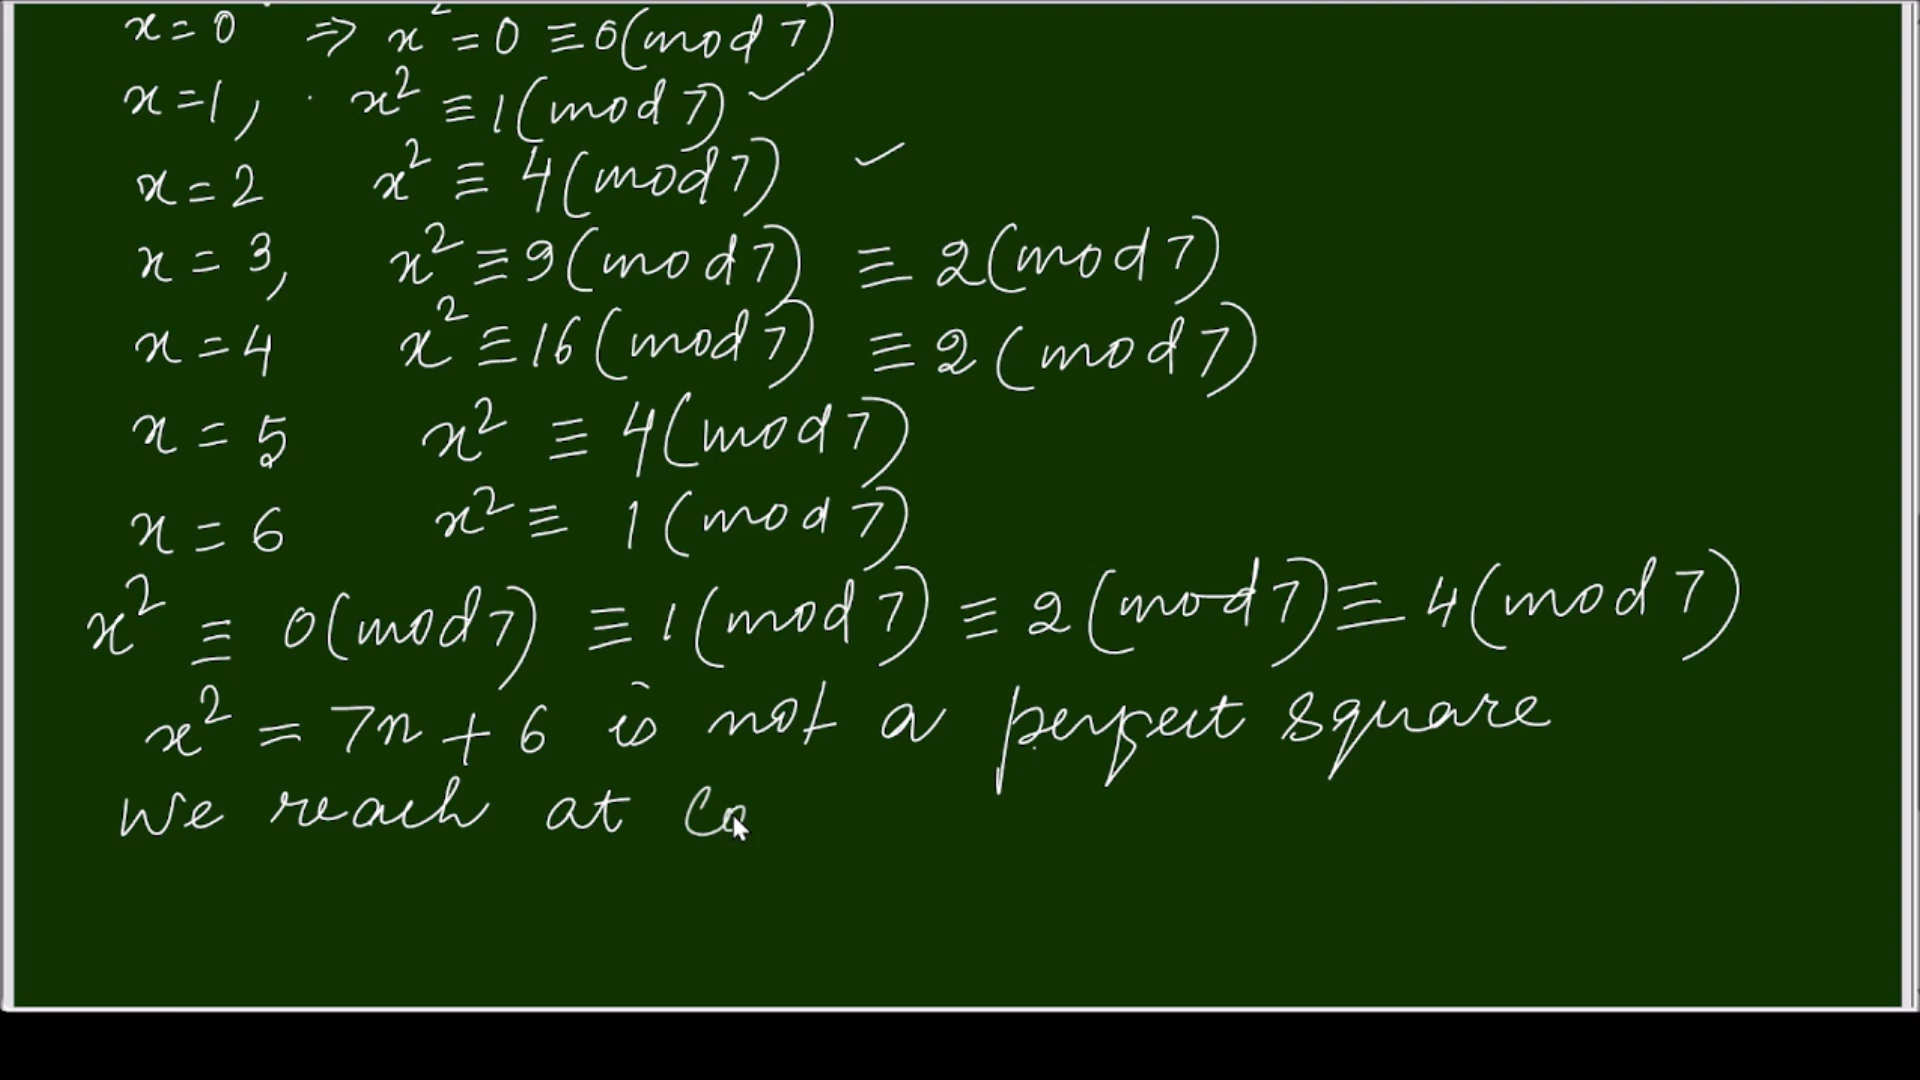 x = 0 ⇒ x² = 0 ≡ 0(mod 7)
x = 1, x² ≡ 1(mod 7) ✓
x = 2 x² ≡ 4(mod 7) ✓
x = 3, x² ≡ 9(mod 7) ≡ 2(mod 7)
x = 4 x² ≡ 16(mod 7) ≡ 2(mod 7)
x = 5 x² ≡ 4(mod 7)
x = 6 x² ≡ 1(mod 7)
x² ≡ 0(mod 7) ≡ 1(mod 7) ≡ 2(mod 7) ≡ 4(mod 7)
x² = 7n + 6 is not a perfect square
We reach at Co